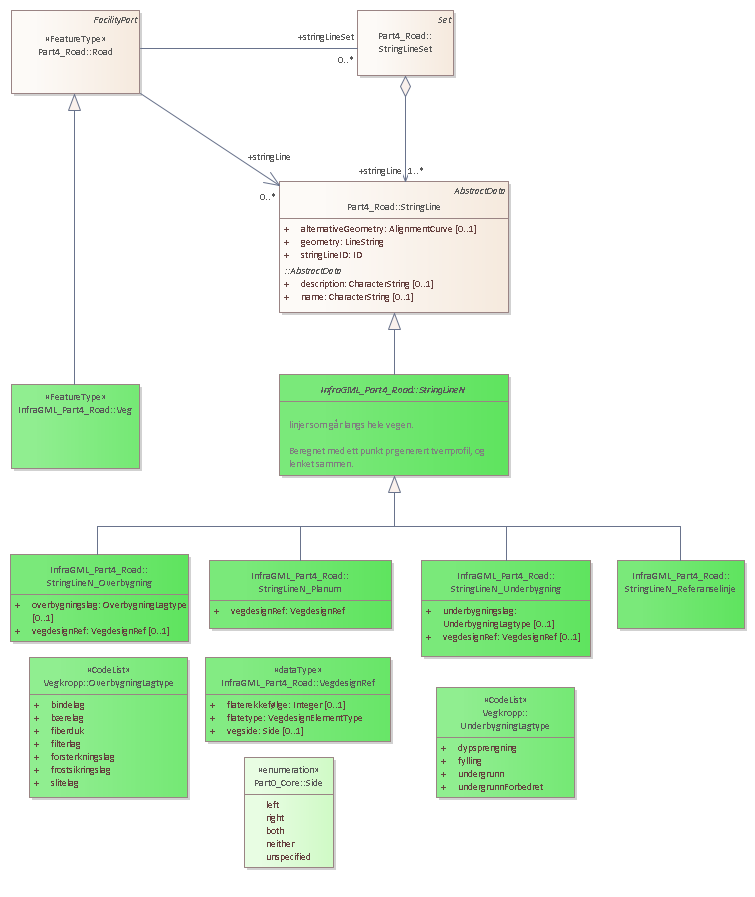 FacilityPart
«FeatureType»
Part4_Road::Road
+stringLineSet
0..*
Set
Part4_Road::
StringLineSet
+stringLine
0..*
+stringLine
1..*
AbstractData
Part4_Road::StringLine
+ alternativeGeometry: AlignmentCurve [0..1]
+ geometry: LineString
+ stringLineID: ID
::AbstractData
+ description: CharacterString [0..1]
+ name: CharacterString [0..1]
«FeatureType»
InfraGML_Part4_Road::Veg
InfraGML_Part4_Road::StringLineN
linjer som går langs hele vegen.
Beregnet med ett punkt pr generert tverrprofil, og
lenket sammen.
InfraGML_Part4_Road::
StringLineN_Overbygning
+ overbygningslag: OverbygningLagtype
[0..1]
+ vegdesignRef: VegdesignRef [0..1]
InfraGML_Part4_Road::
StringLineN_Planum
+ vegdesignRef: VegdesignRef
InfraGML_Part4_Road::
StringLineN_Underbygning
+ underbygningslag:
UnderbygningLagtype [0..1]
+ vegdesignRef: VegdesignRef [0..1]
InfraGML_Part4_Road::
StringLineN_Referanselinje
«CodeList»
Vegkropp::OverbygningLagtype
+ bindelag
+ bærelag
+ fiberduk
+ filterlag
+ forsterkningslag
+ frostsikringslag
+ slitelag
«dataType»
InfraGML_Part4_Road::VegdesignRef
+ flaterekkefølge: Integer [0..1]
+ flatetype: VegdesignElementType
+ vegside: Side [0..1]
«CodeList»
Vegkropp::
UnderbygningLagtype
+ dypsprengning
+ fylling
+ undergrunn
+ undergrunnForbedret
«enumeration»
Part0_Core::Side
left
right
both
neither
unspecified